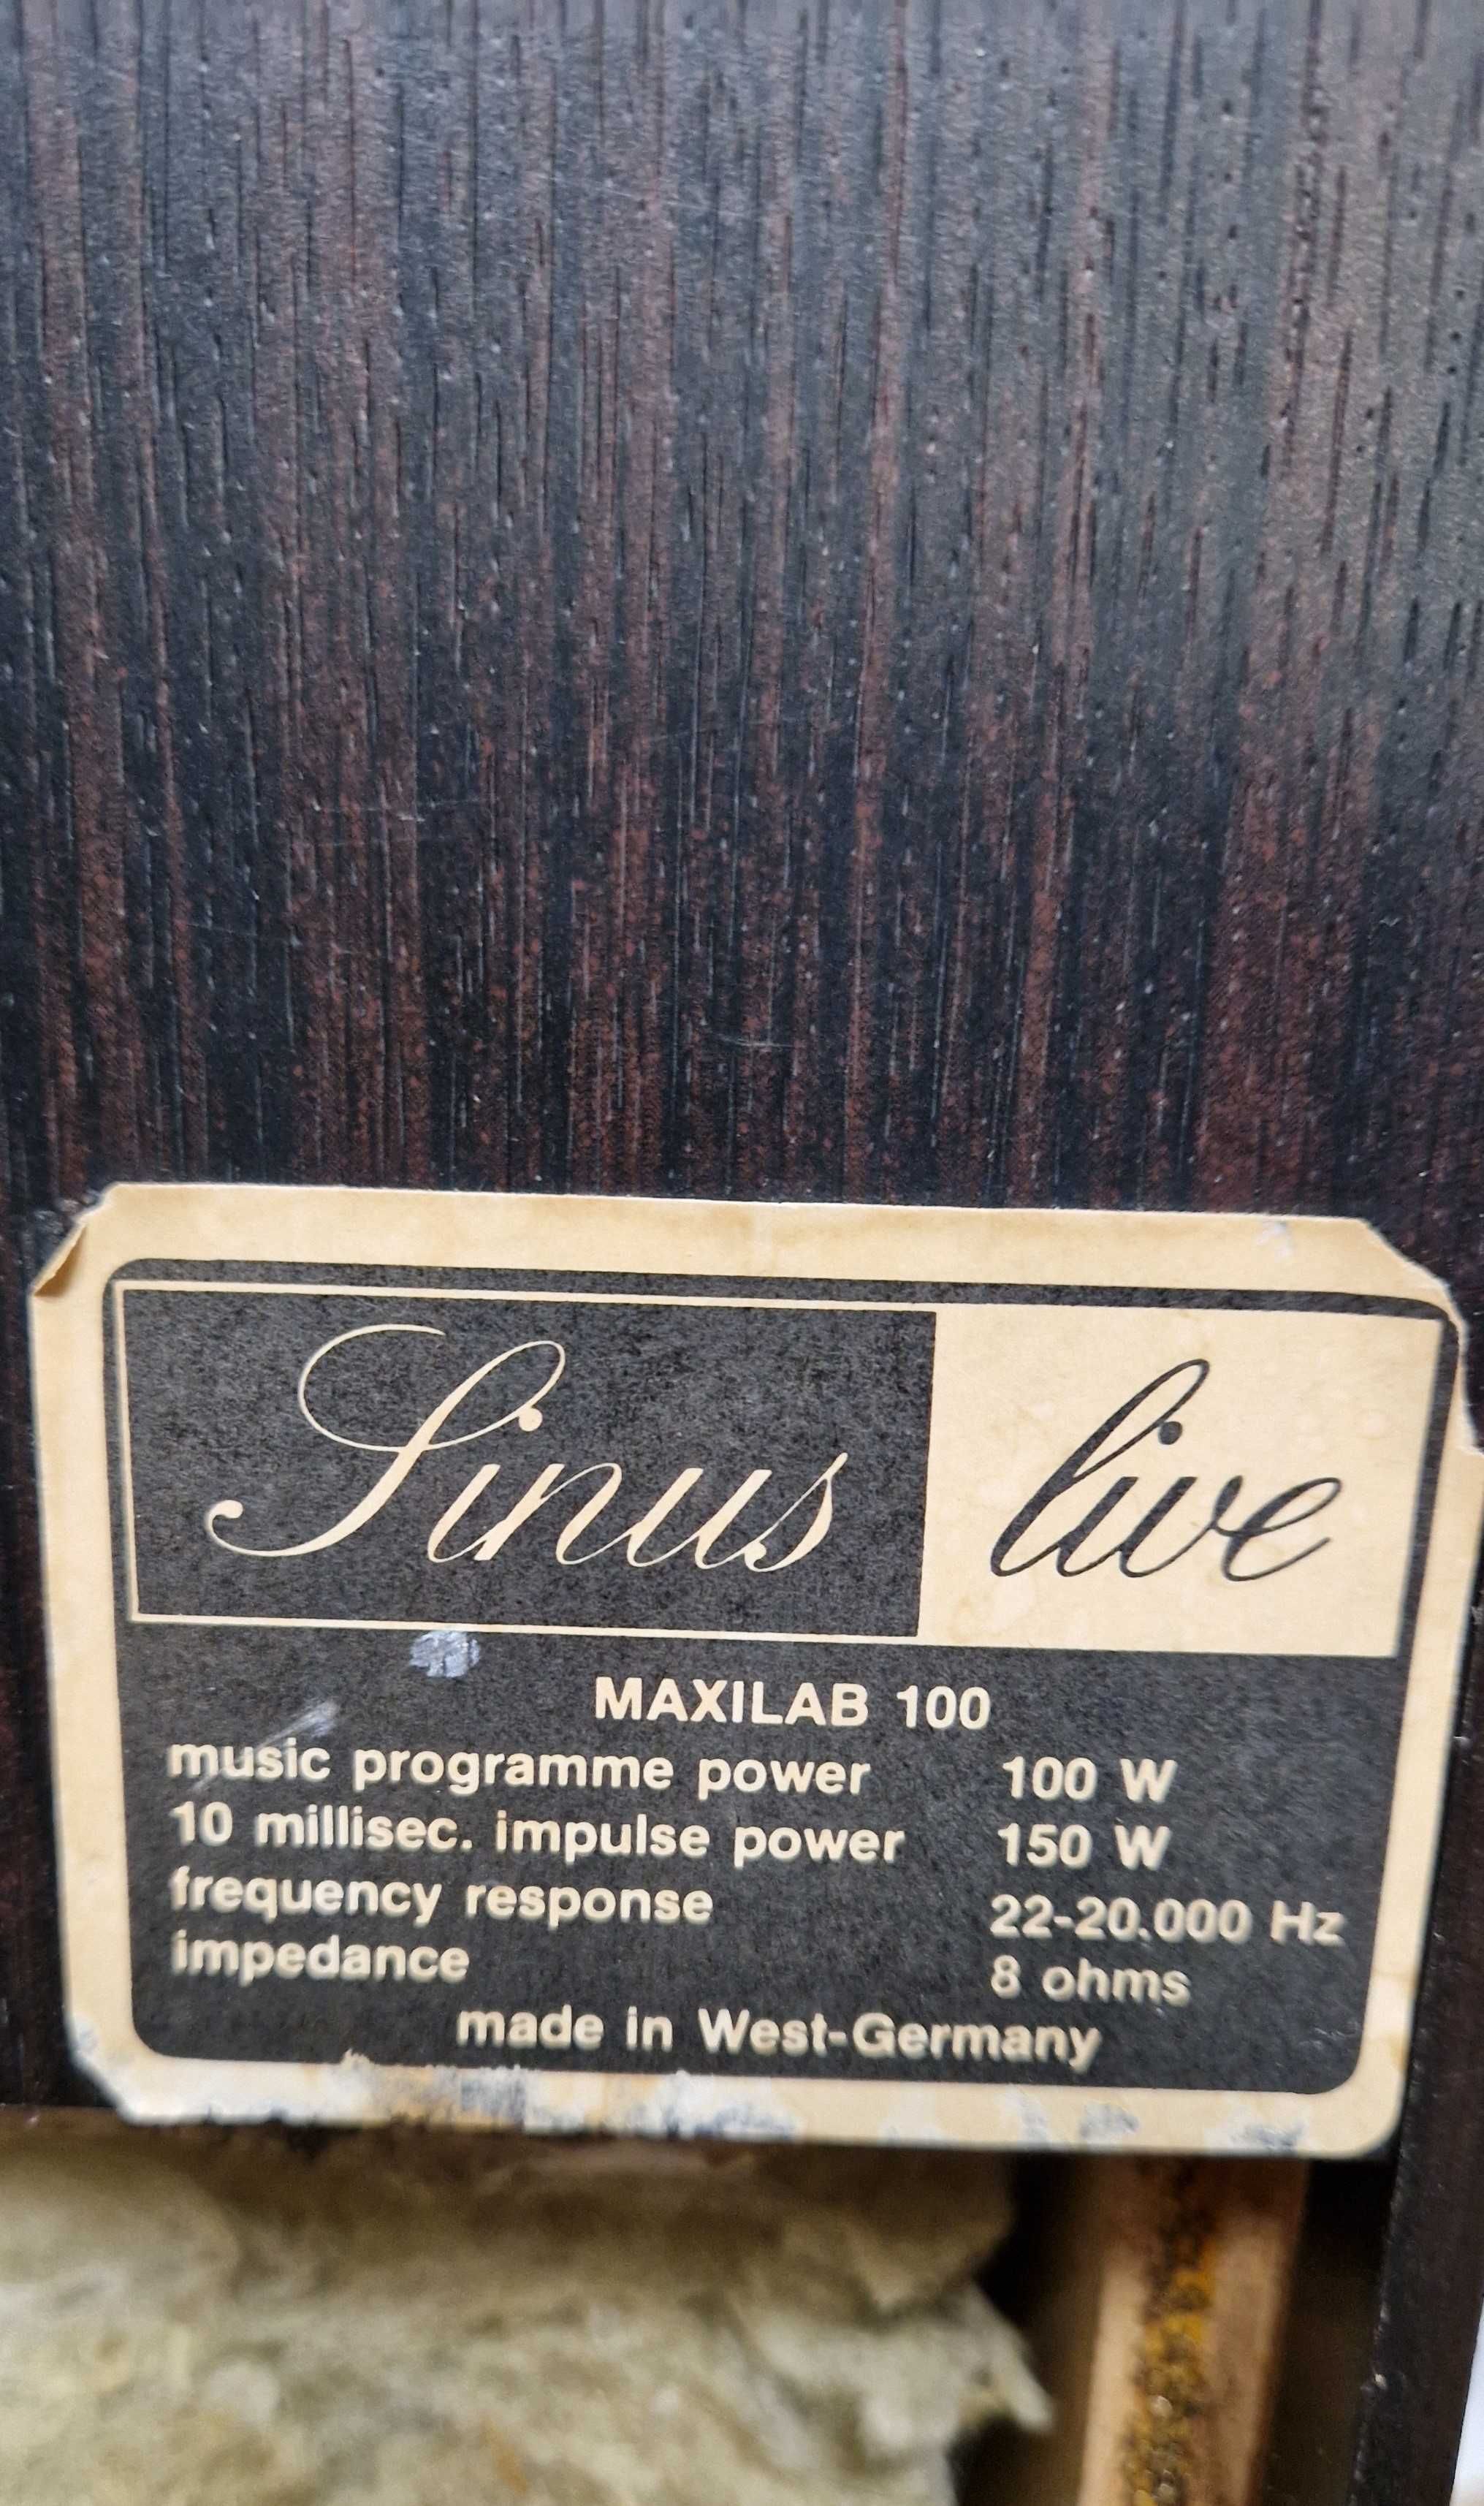 Sinus live
MAXILAB 100
music programme power 100 W
10 millisec. impulse power 150 W
frequency response 22-20.000 Hz
impedance 8 ohms
made in West-Germany